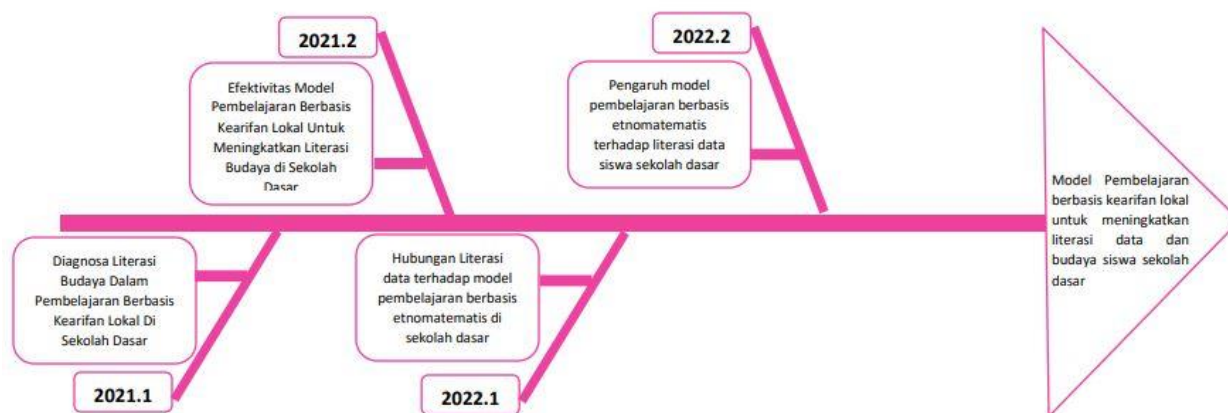 2021.2
Efektivitas Model
Pembelajaran Berbasis
Kearifan Lokal Untuk
Meningkatkan Literasi
Budaya di Sekolah
Dasar
2022.2
Pengaruh model
pembelajaran berbasis
etnomatematis
terhadap literasi data
siswa sekolah dasar
Diagnosa Literasi
Budaya Dalam
Pembelajaran Berbasis
Kearifan Lokal Di
Sekolah Dasar
2021.1
Hubungan Literasi
data terhadap model
pembelajaran berbasis
etnomatematis di
sekolah dasar
2022.1
Model Pembelajaran
berbasis kearifan lokal
untuk meningkatkan
literasi data dan
budaya siswa sekolah
dasar